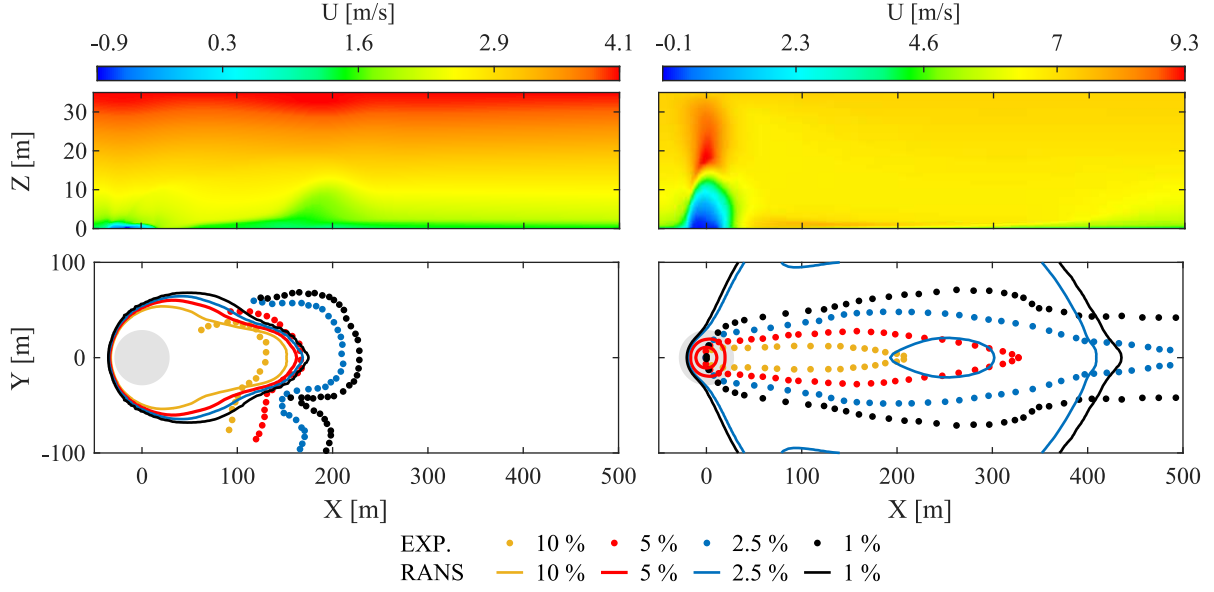 U [m/s]
-0.9 0.3 1.6 2.9 4.1
Z [m]
30
20
10
0
100
0
-100
Y [m]
0 100 200 300 400 500
X [m]
U [m/s]
-0.1 2.3 4.6 7 9.3
0 100 200 300 400 500
X [m]
EXP. 10 % 5 % 2.5 % 1 %
RANS 10 % 5 % 2.5 % 1 %